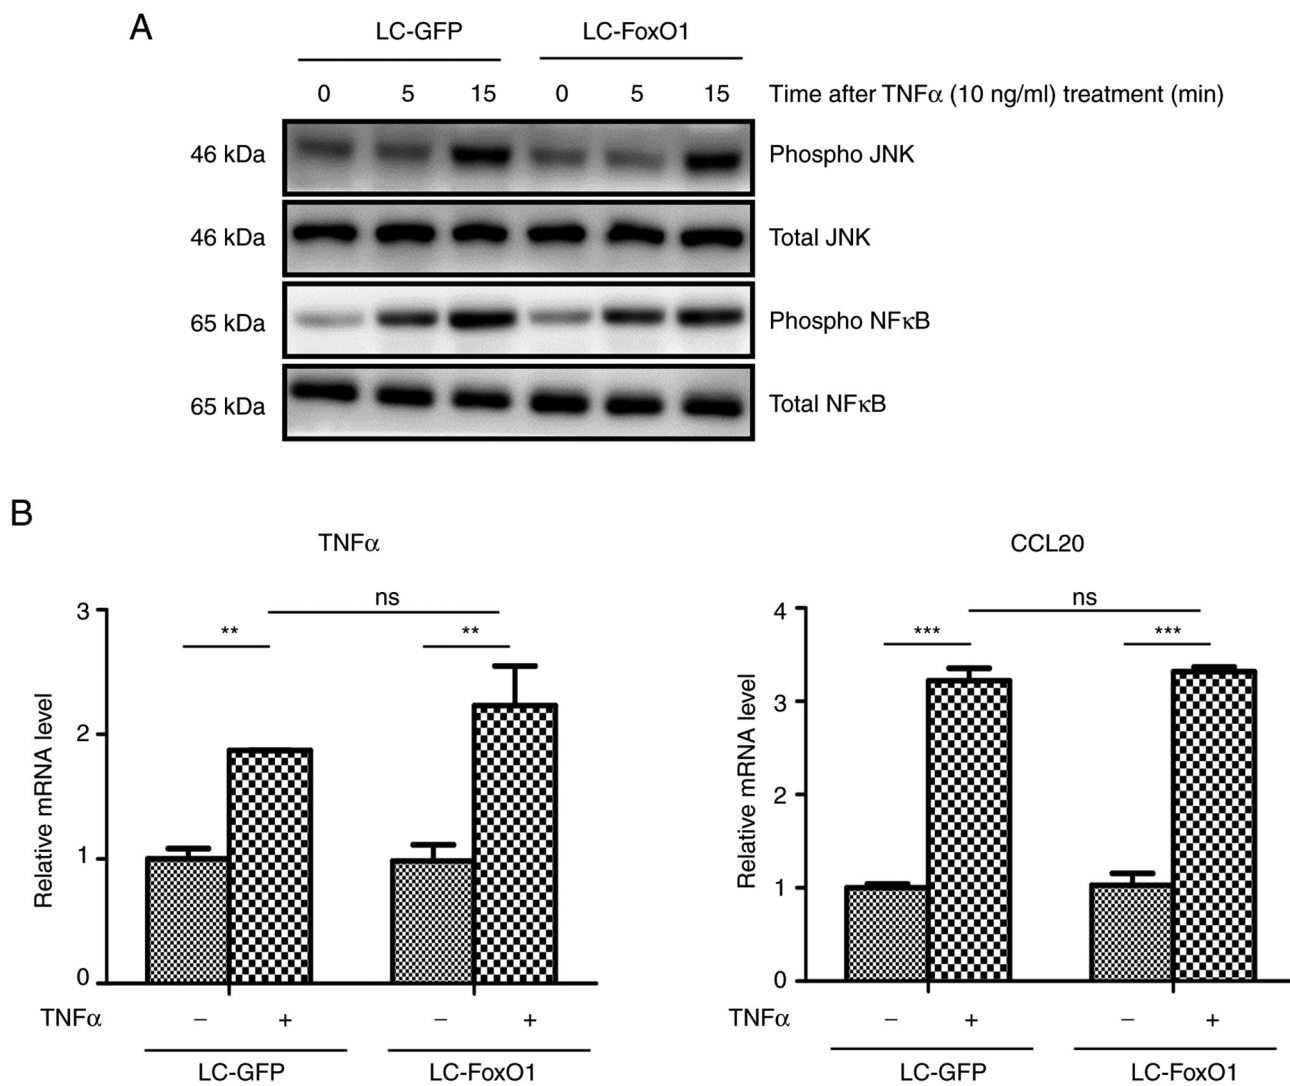 A
LC-GFP LC-FoxO1
0 5 15 0 5 15 Time after TNFα (10 ng/ml) treatment (min)
46 kDa Phospho JNK
46 kDa Total JNK
65 kDa Phospho NFκB
65 kDa Total NFκB
B
TNFα
Relative mRNA level
3
2
1
0
ns
** **
TNFα − + − +
LC-GFP LC-FoxO1
CCL20
Relative mRNA level
4
3
2
1
0
ns
*** ***
TNFα − + − +
LC-GFP LC-FoxO1